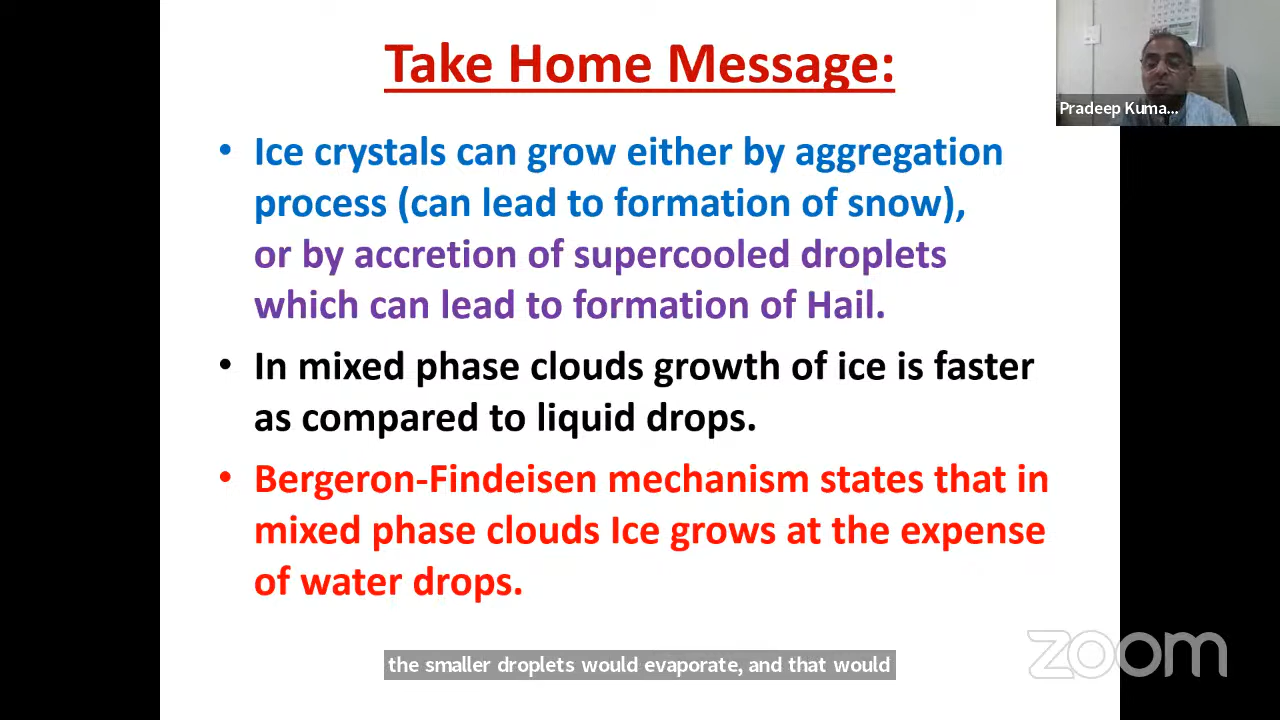 Take Home Message:
Pradeep Kuma...
• Ice crystals can grow either by aggregation
process (can lead to formation of snow),
or by accretion of supercooled droplets
which can lead to formation of Hail.
• In mixed phase clouds growth of ice is faster
as compared to liquid drops.
• Bergeron-Findeisen mechanism states that in
mixed phase clouds Ice grows at the expense
of water drops.
the smaller droplets would evaporate, and that would
zoom